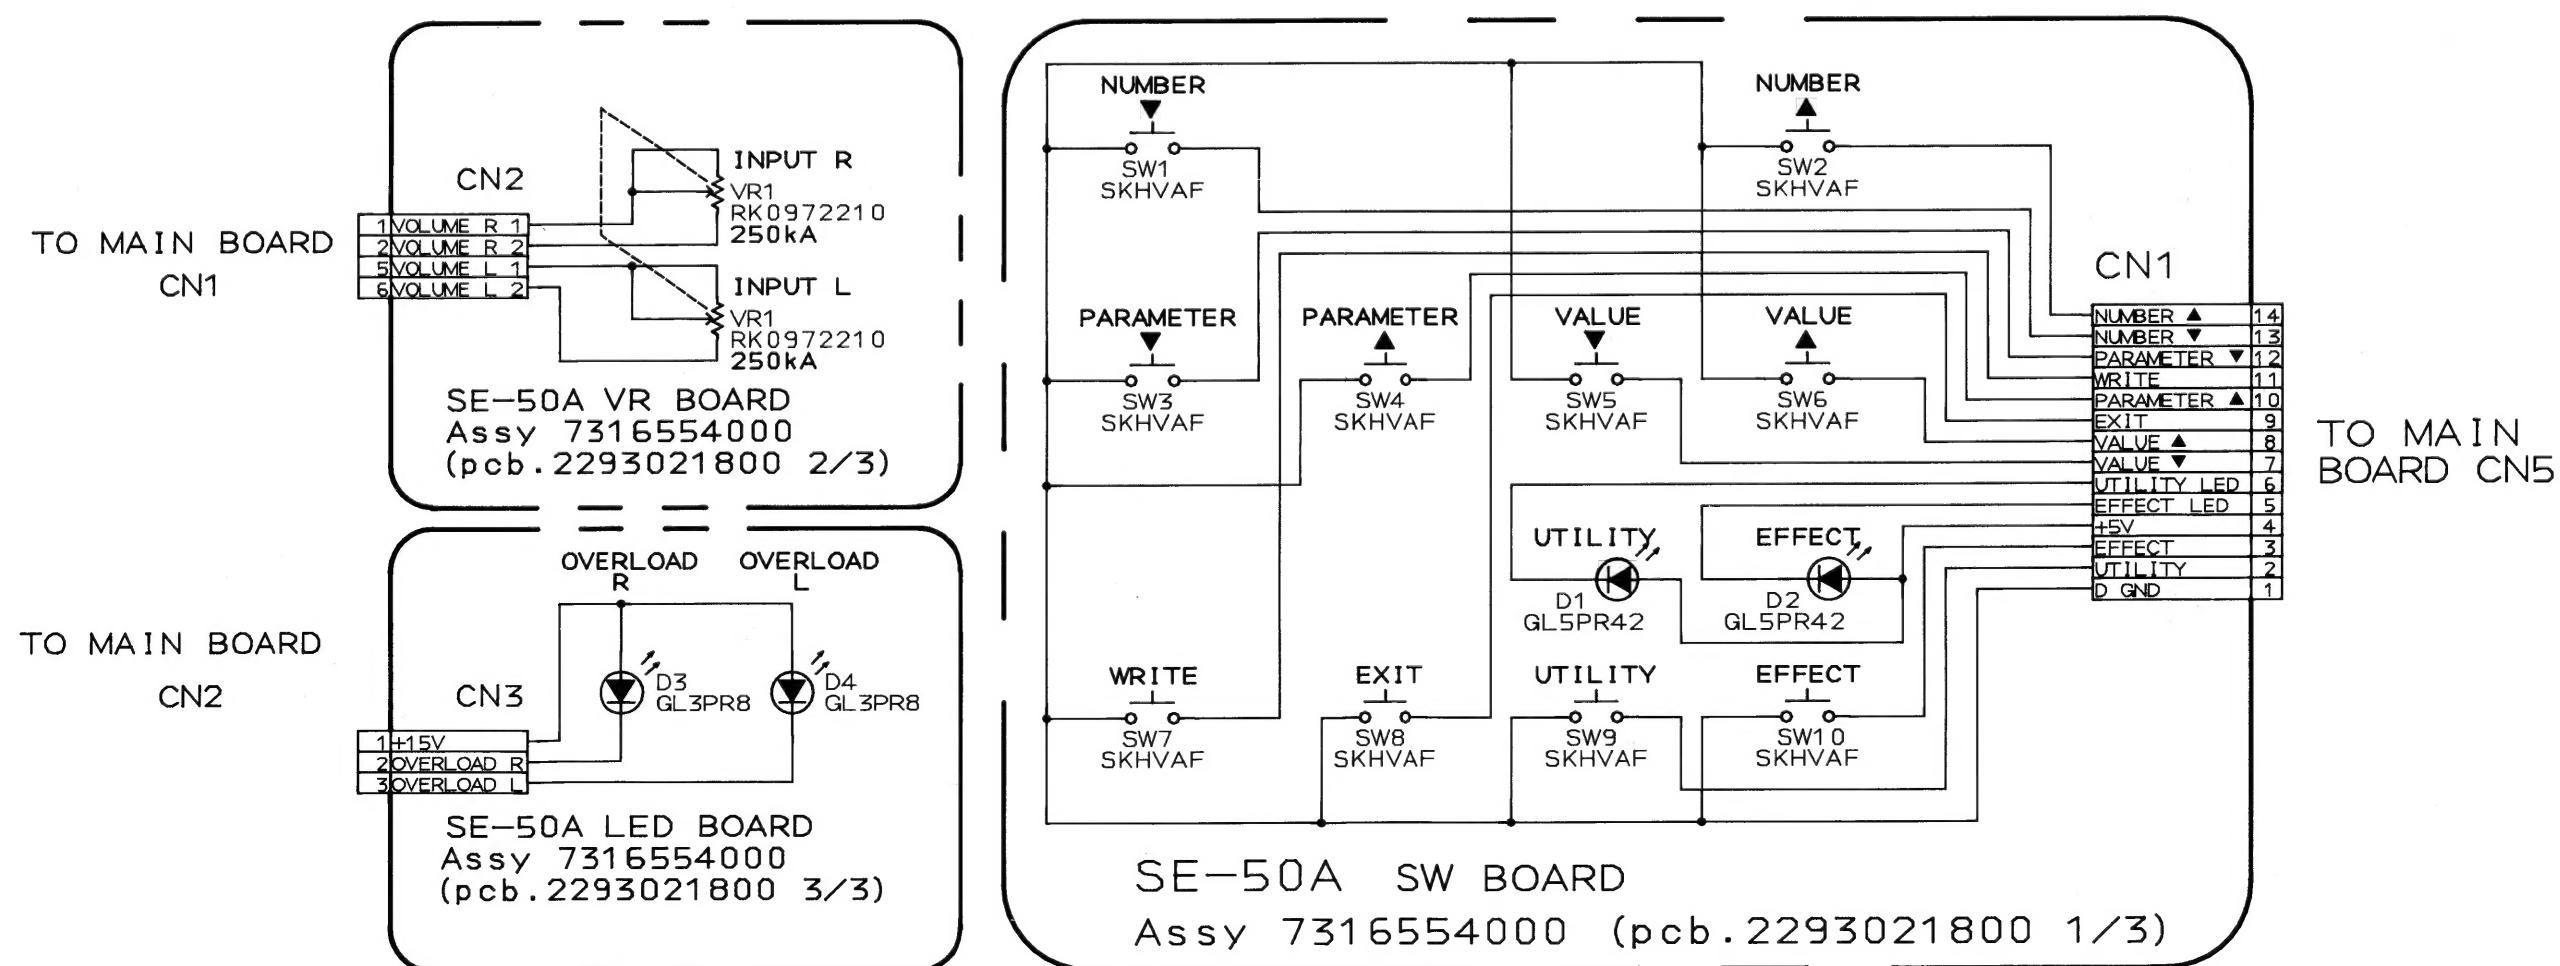 TO MAIN BOARD
CN1
CN2
1 VOLUME R 1
2 VOLUME R 2
5 VOLUME L 1
6 VOLUME L 2
INPUT R
VR1
RK0972210
250kA
INPUT L
VR1
RK0972210
250kA
SE-50A VR BOARD
Assy 7316554000
(pcb.2293021800 2/3)
TO MAIN BOARD
CN2
OVERLOAD
R
OVERLOAD
L
D3
GL3PR8
D4
GL3PR8
CN3
1 +15V
2 OVERLOAD R
3 OVERLOAD L
SE-50A LED BOARD
Assy 7316554000
(pcb.2293021800 3/3)
NUMBER
▼
SW1
SKHVAF
NUMBER
▲
SW2
SKHVAF
PARAMETER
▼
SW3
SKHVAF
PARAMETER
▲
SW4
SKHVAF
VALUE
▼
SW5
SKHVAF
VALUE
▲
SW6
SKHVAF
UTILITY
D1
GL5PR42
EFFECT
D2
GL5PR42
WRITE
SW7
SKHVAF
EXIT
SW8
SKHVAF
UTILITY
SW9
SKHVAF
EFFECT
SW10
SKHVAF
CN1
NUMBER ▲ 14
NUMBER ▼ 13
PARAMETER ▼ 12
WRITE 11
PARAMETER ▲ 10
EXIT 9
VALUE ▲ 8
VALUE ▼ 7
UTILITY LED 6
EFFECT LED 5
+5V 4
EFFECT 3
UTILITY 2
D GND 1
TO MAIN
BOARD CN5
SE-50A SW BOARD
Assy 7316554000 (pcb.2293021800 1/3)